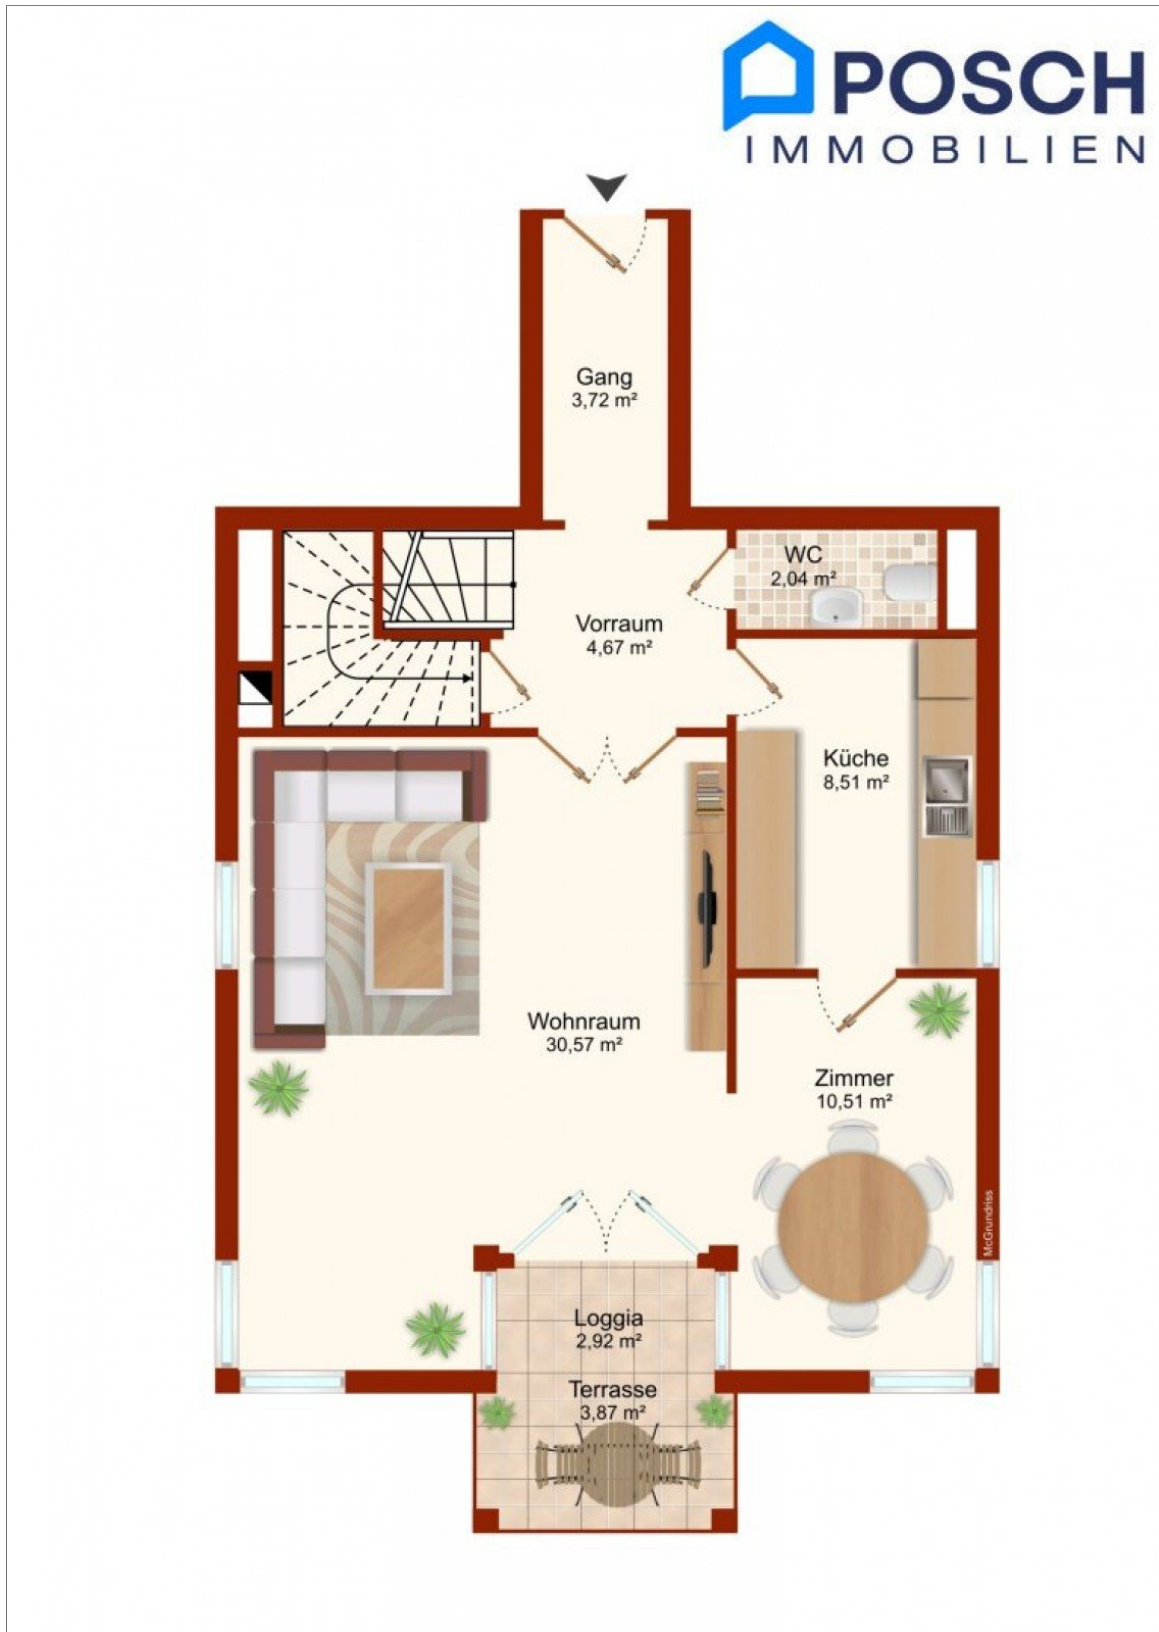 POSCH
IMMOBILIEN
Gang
3,72 m²
WC
2,04 m²
Vorraum
4,67 m²
Küche
8,51 m²
Wohnraum
30,57 m²
Zimmer
10,51 m²
McGrundriss
Loggia
2,92 m²
Terrasse
3,87 m²